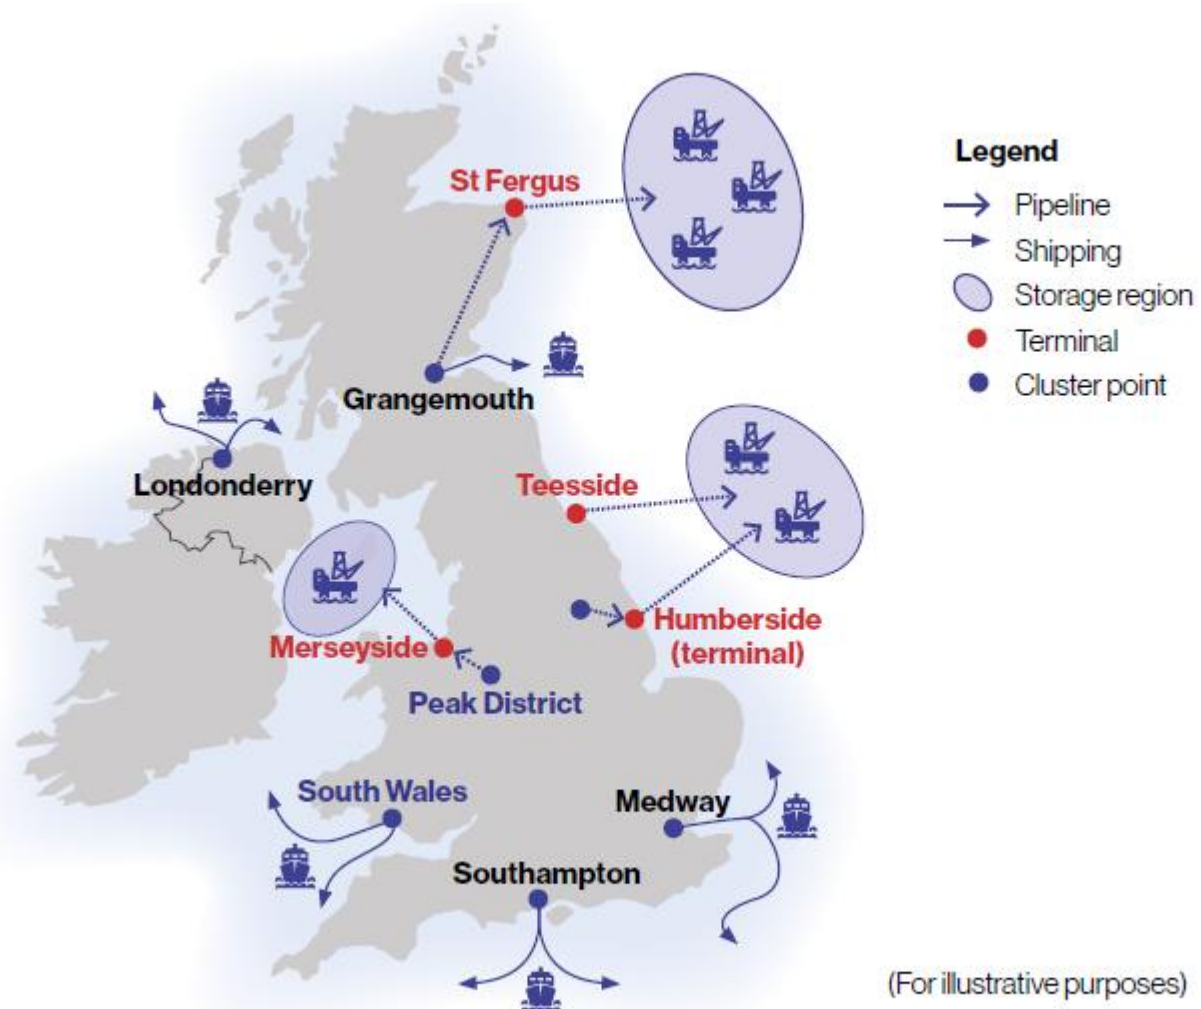 St Fergus
Legend
Pipeline
Shipping
Storage region
Terminal
Cluster point
Grangemouth
Londonderry
Teesside
Humberside
(terminal)
Merseyside
Peak District
South Wales
Medway
Southampton
(For illustrative purposes)